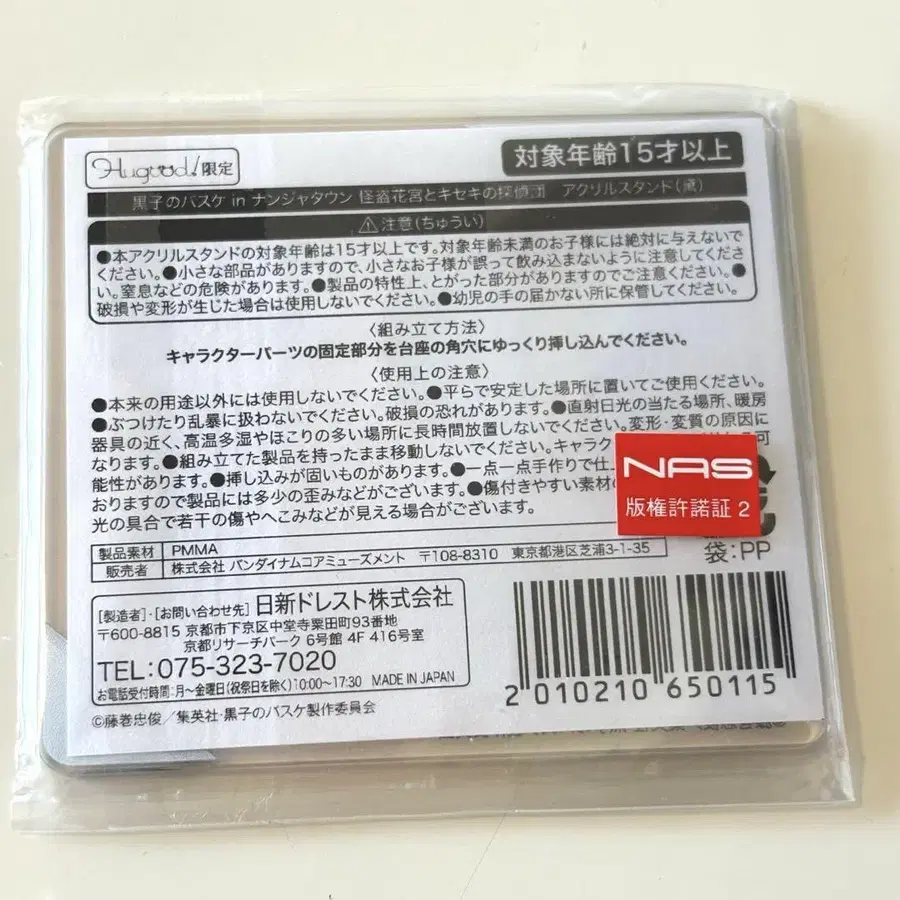 Hugood!限定
対象年齢15才以上
黒子のバスケ in ナンジャタウン 怪盗花宮とキセキの探偵団 アクリルスタンド(
⚠注意(ちゅうい)
●本アクリルスタンドの対象年齢は15才以上です。対象年齢未満のお子様には絶対に与えないで
ください。●小さな部品がありますので、小さなお子様が誤って飲み込まないように注意してくださ
い。窒息などの危険があります。●製品の特性上、とがった部分がありますのでご注意ください。●
破損や変形が生じた場合は使用しないでください。●幼児の手の届かない所に保管してください。
〈組み立て方法〉
キャラクターパーツの固定部分を台座の角穴にゆっくり挿し込んでください。
〈使用上の注意〉
●本来の用途以外には使用しないでください。●平らで安定した場所に置いてご使用ください。
●ぶつけたり乱暴に扱わないでください。破損の恐れがあります。●直射日光の当たる場所、暖房
器具の近く、高温多湿やほこりの多い場所に長時間放置しないでください。変形・変質の原因に
なります。●組み立てた製品を持ったまま移動しないでください。キャラク
能性があります。●挿し込みが固いものがあります。●一点一点手作りで仕
おりますので製品には多少の歪みなどがございます。●傷付きやすい素材の
光の具合で若干の傷やへこみなどが見える場合がございます。
NAS
版権許諾証 2
袋:PP
製品素材 PMMA
販売者 株式会社 バンダイナムコアミューズメント 〒108-8310 東京都港区芝浦3-1-35
[製造者]・[お問い合わせ先] 日新ドレスト株式会社
〒600-8815 京都市下京区中堂寺粟田町93番地
京都リサーチパーク 6号館 4F 416号室
TEL:075-323-7020
お電話受付時間:月〜金曜日(祝祭日を除く)10:00〜17:30 MADE IN JAPAN
2 010210 650115
©藤巻忠俊/集英社・黒子のバスケ製作委員会